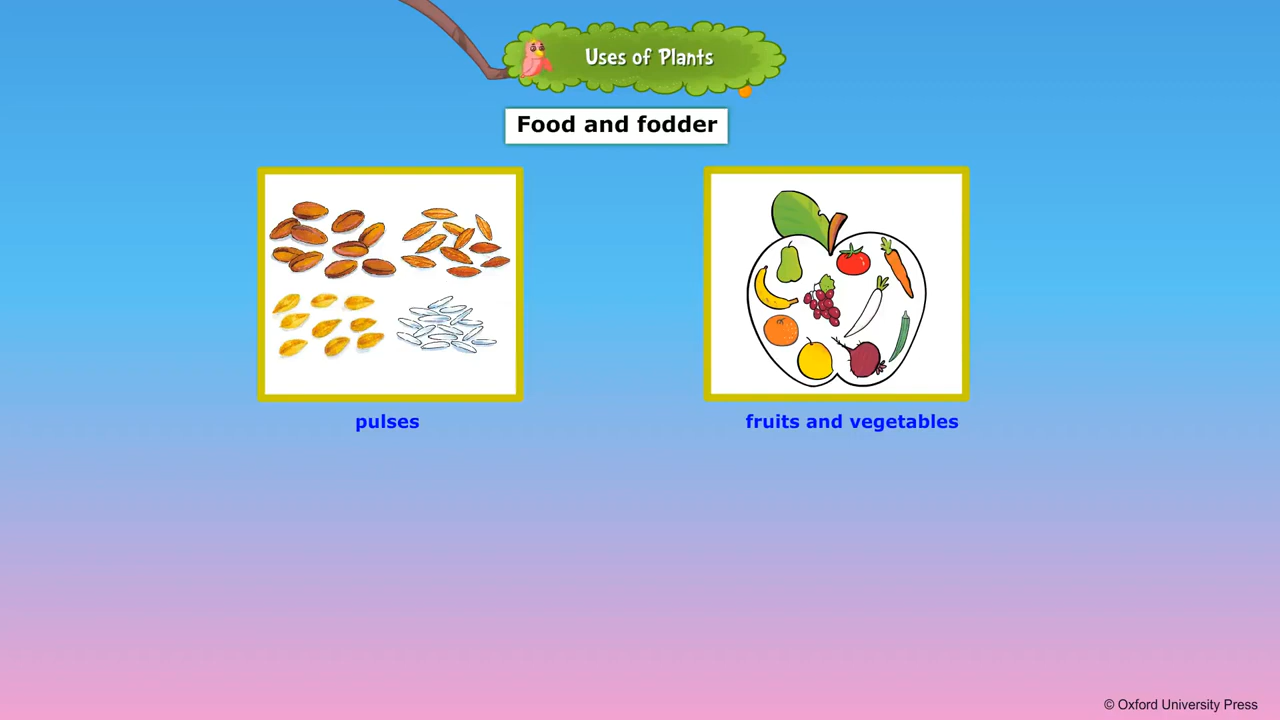 Uses of Plants
Food and fodder
pulses
fruits and vegetables
© Oxford University Press